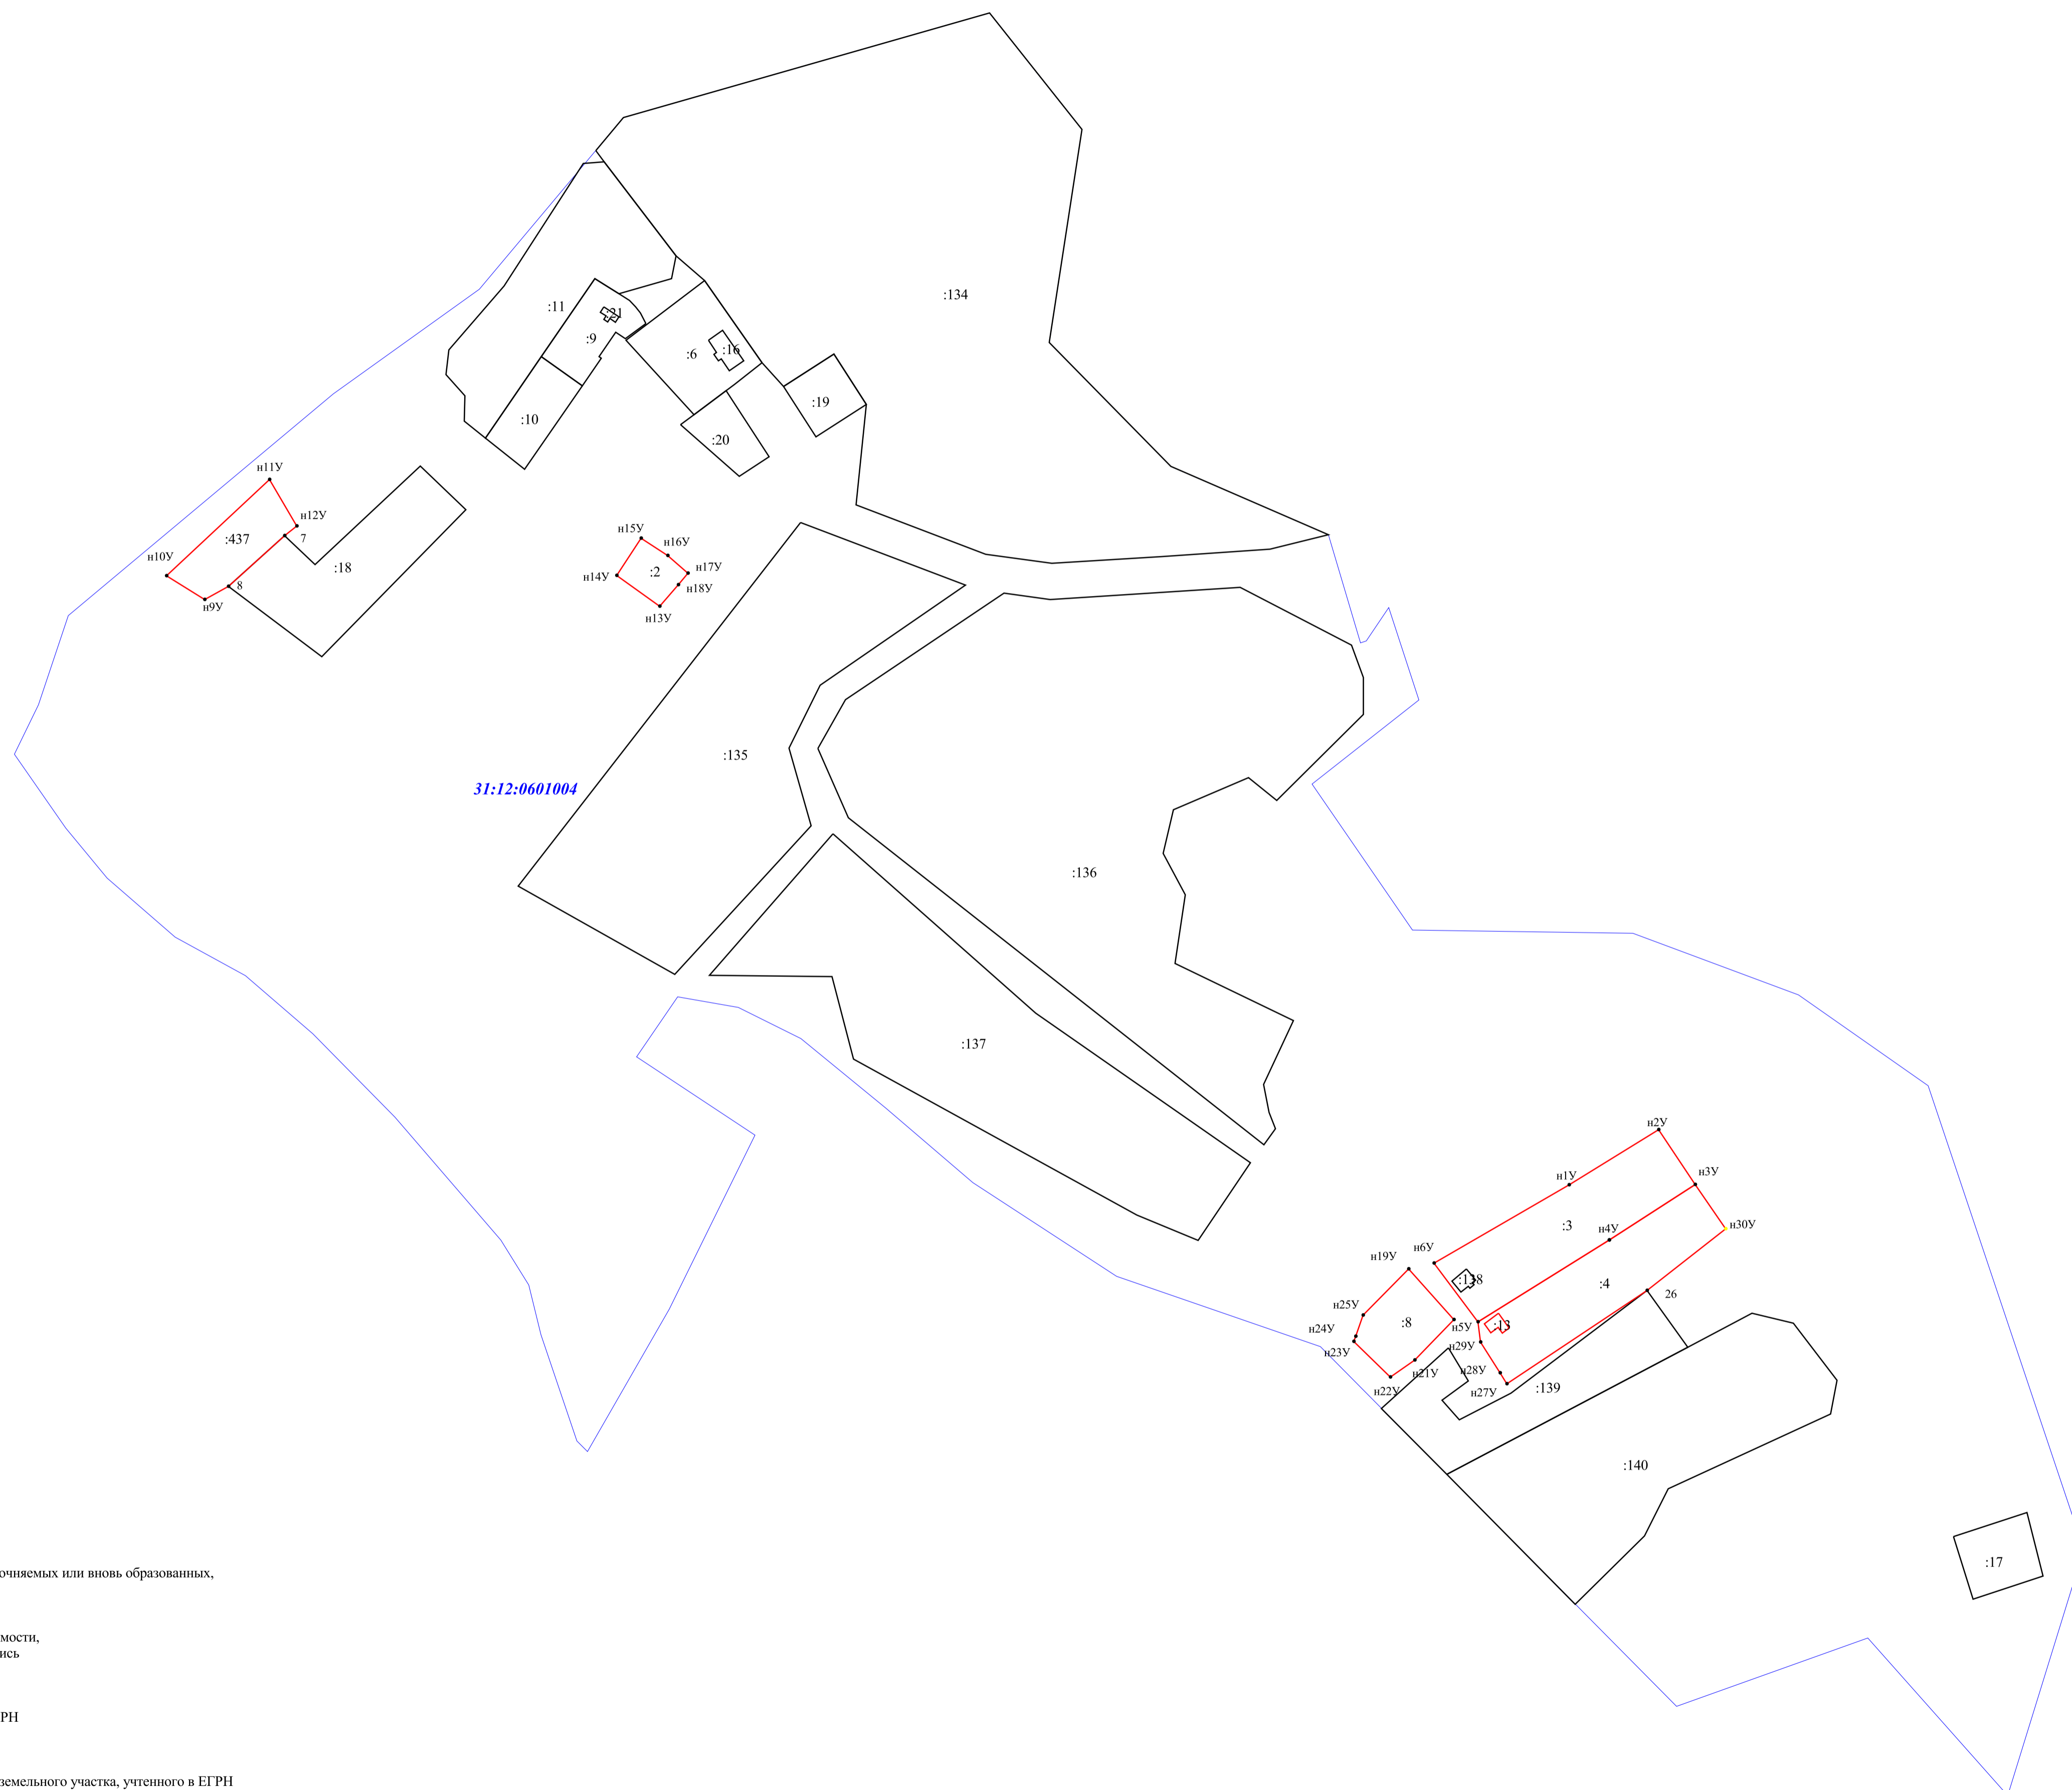 :134
:11
:21
:9
:16
:6
:19
:10
:20
н11У
н12У
7
:437
н10У
:18
8
н9У
н15У
н16У
:2
н17У
н14У
н18У
н13У
:135
31:12:0601004
:136
:137
н2У
н1У
н3У
:3
н30У
н4У
н6У
н19У
:138
:4
26
н25У
:8
н5У
:13
н24У
н29У
н23У
н28У
н21У
н22У
н27У
:139
:140
:17
очняемых или вновь образованных,
мости,
ись
РН
земельного участка, учтенного в ЕГРН